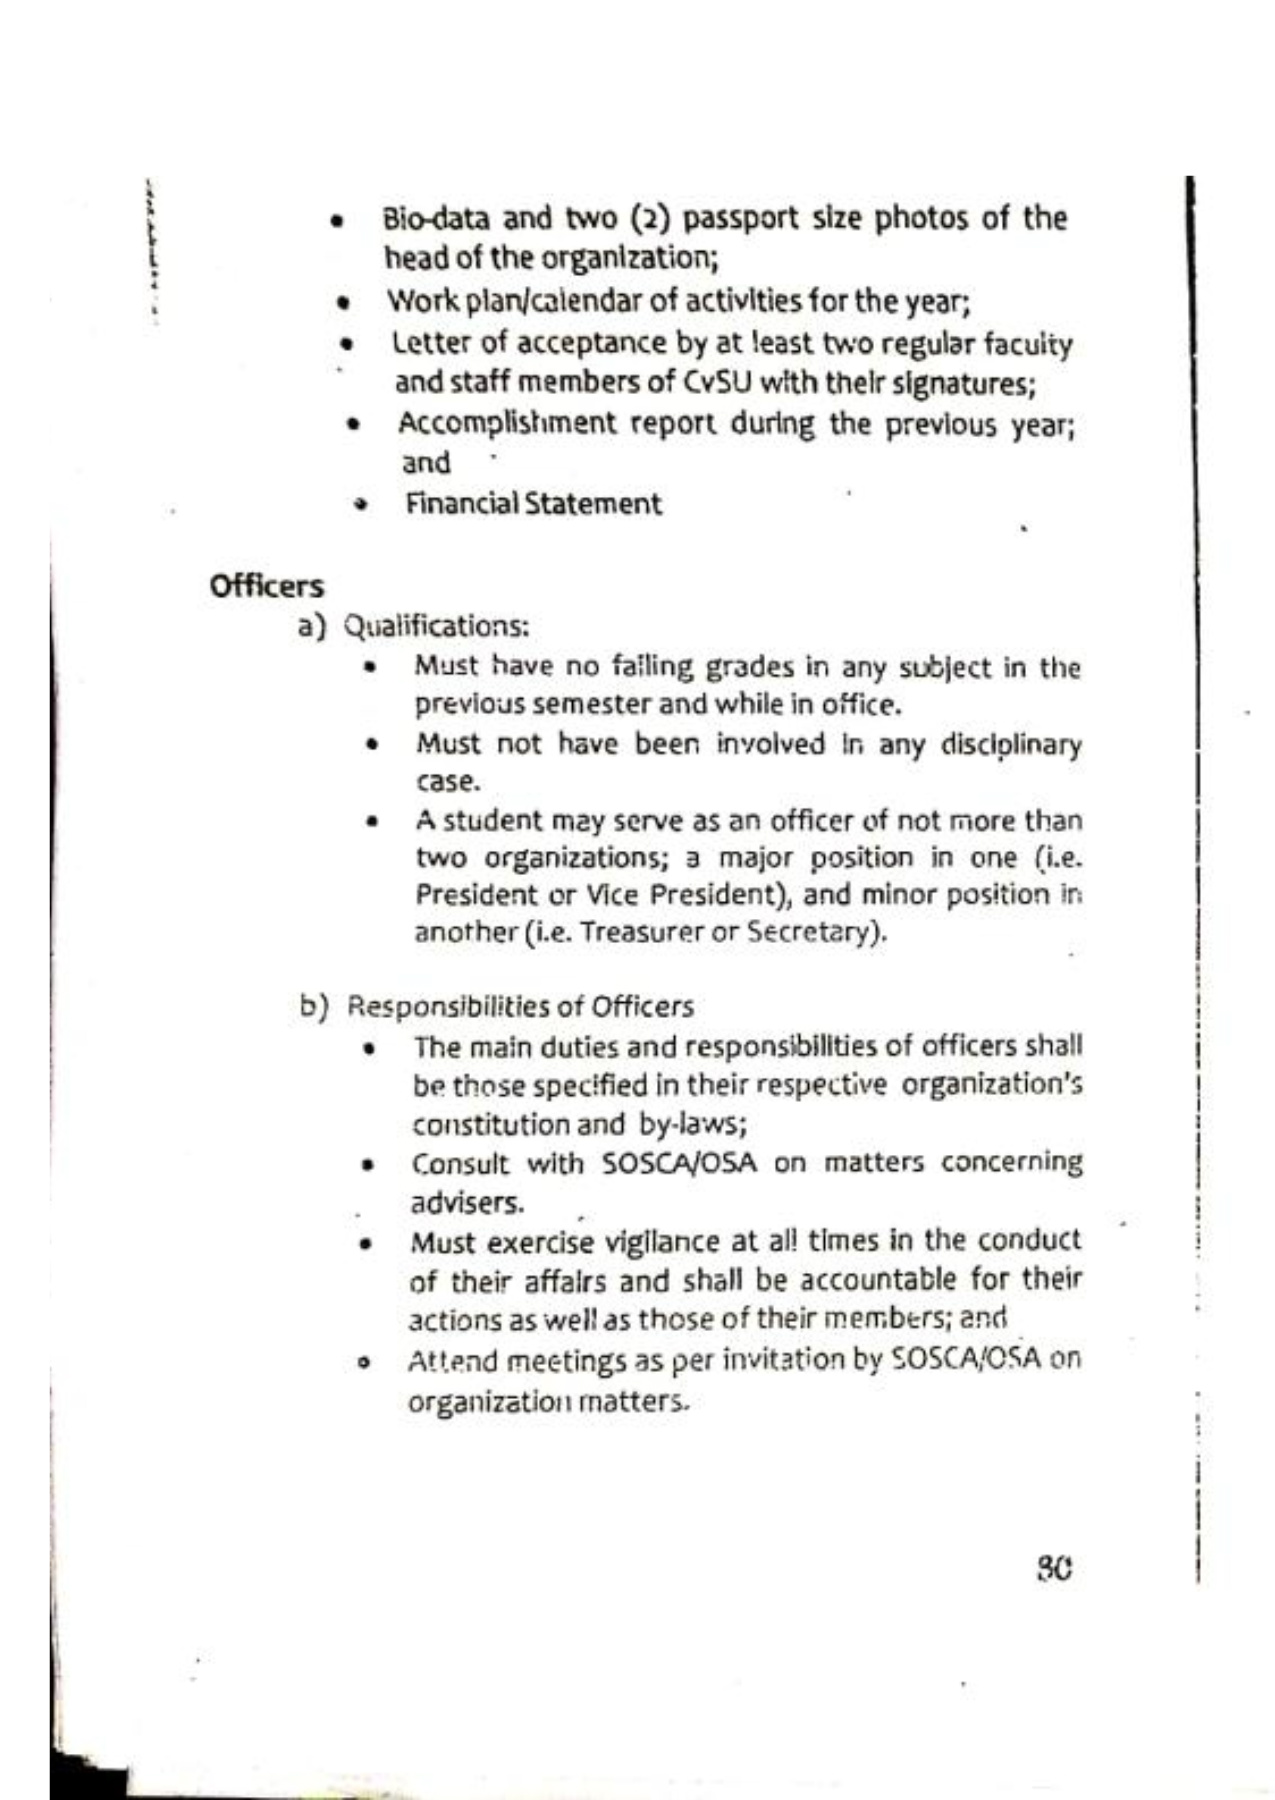 • Bio-data and two (2) passport size photos of the
head of the organization;
• Work plan/calendar of activities for the year;
• Letter of acceptance by at least two regular faculty
and staff members of CvSU with their signatures;
• Accomplishment report during the previous year;
and
• Financial Statement
Officers
a) Qualifications:
• Must have no failing grades in any subject in the
previous semester and while in office.
• Must not have been involved in any disciplinary
case.
• A student may serve as an officer of not more than
two organizations; a major position in one (i.e.
President or Vice President), and minor position in
another (i.e. Treasurer or Secretary).
b) Responsibilities of Officers
• The main duties and responsibilities of officers shall
be those specified in their respective organization's
constitution and by-laws;
• Consult with SOSCA/OSA on matters concerning
advisers.
• Must exercise vigilance at all times in the conduct
of their affairs and shall be accountable for their
actions as well as those of their members; and
• Attend meetings as per invitation by SOSCA/OSA on
organization matters.
30